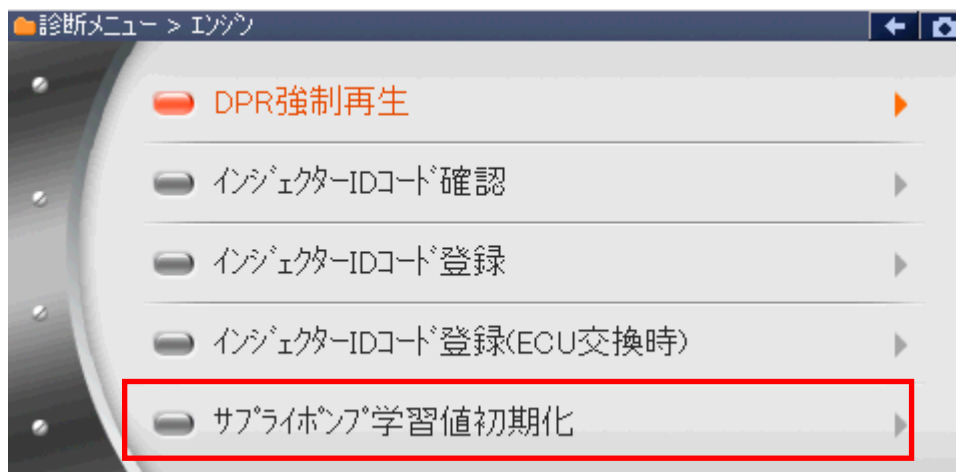 診断メニュー > エンジン
DPR強制再生
インジェクターIDコード確認
インジェクターIDコード登録
インジェクターIDコード登録(ECU交換時)
サプライポンプ学習値初期化